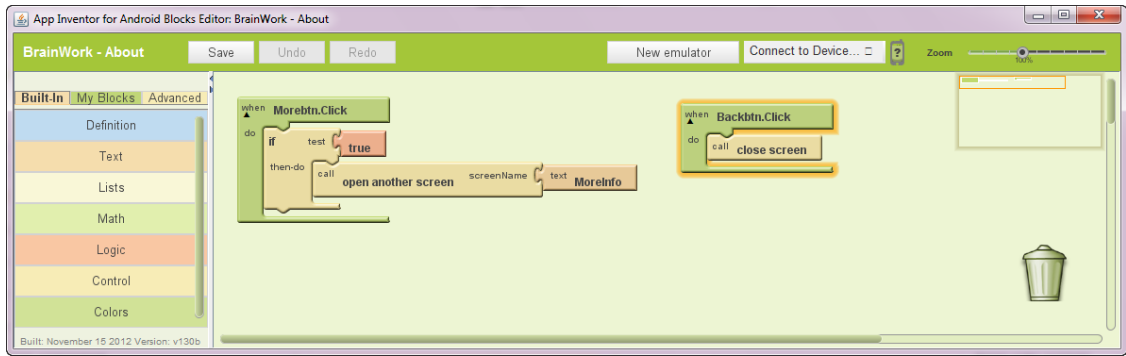 App Inventor for Android Blocks Editor: BrainWork - About
BrainWork - About Save Undo Redo New emulator Connect to Device... ? Zoom 100%
Built-In My Blocks Advanced
Definition
Text
Lists
Math
Logic
Control
Colors
Built: November 15 2012 Version: v130b
when Morebtn.Click
do if test true
then-do call open another screen screenName text MoreInfo
when Backbtn.Click
do call close screen